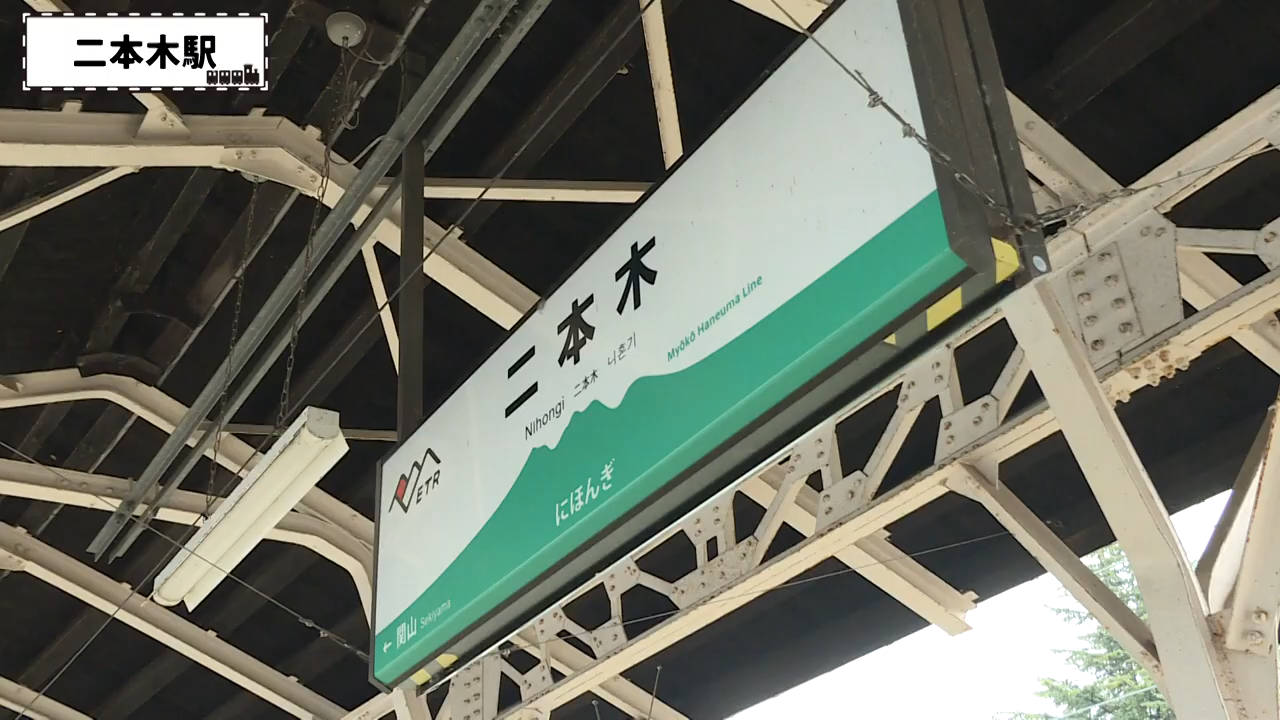 二本木駅
二本木
Nihongi 二本木 니혼기
Myōkō Haneuma Line
ETR
にほんぎ
← 関山 Sekiyama